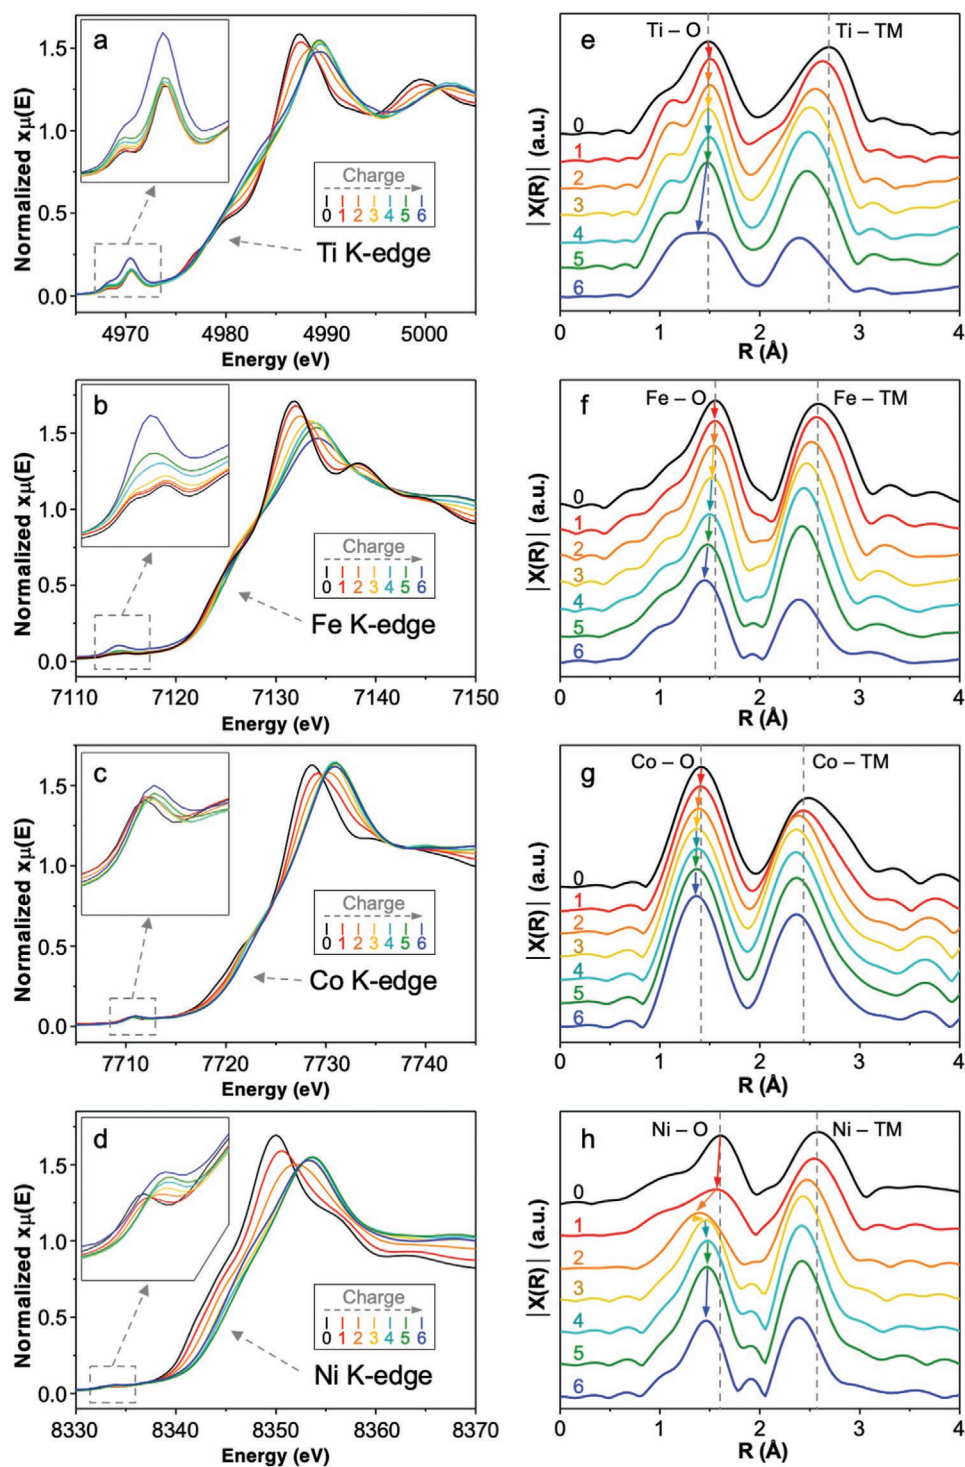 a
Normalized xμ(E)
1.5
1.0
0.5
0.0
Charge
0 1 2 3 4 5 6
Ti K-edge
4970 4980 4990 5000
Energy (eV)
e
Ti – O
Ti – TM
| X(R) | (a.u.)
0
1
2
3
4
5
6
0 1 2 3 4
R (Å)
b
Normalized xμ(E)
1.5
1.0
0.5
0.0
Charge
0 1 2 3 4 5 6
Fe K-edge
7110 7120 7130 7140 7150
Energy (eV)
f
Fe – O
Fe – TM
| X(R) | (a.u.)
0
1
2
3
4
5
6
0 1 2 3 4
R (Å)
c
Normalized xμ(E)
1.5
1.0
0.5
0.0
Charge
0 1 2 3 4 5 6
Co K-edge
7710 7720 7730 7740
Energy (eV)
g
Co – O
Co – TM
| X(R) | (a.u.)
0
1
2
3
4
5
6
0 1 2 3 4
R (Å)
d
Normalized xμ(E)
1.5
1.0
0.5
0.0
Charge
0 1 2 3 4 5 6
Ni K-edge
8330 8340 8350 8360 8370
Energy (eV)
h
Ni – O
Ni – TM
| X(R) | (a.u.)
0
1
2
3
4
5
6
0 1 2 3 4
R (Å)